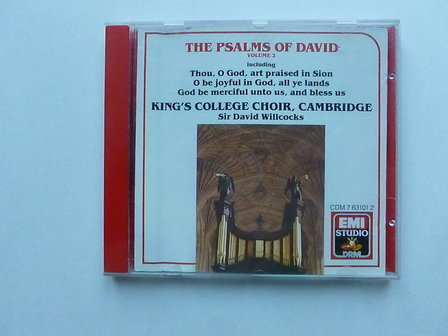 THE PSALMS OF DAVID
VOLUME 2
including
Thou, O God, art praised in Sion
O be joyful in God, all ye lands
God be merciful unto us, and bless us
KING'S COLLEGE CHOIR, CAMBRIDGE
Sir David Willcocks
CDM 7 63101 2
EMI
STUDIO
DRM